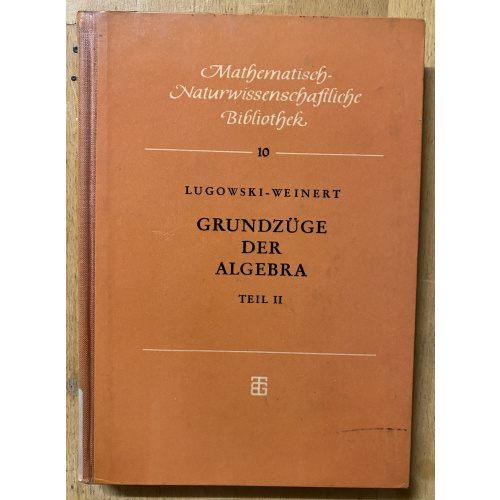 Mathematisch-
Naturwissenschaftliche
Bibliothek
10
LUGOWSKI-WEINERT
GRUNDZÜGE
DER
ALGEBRA
TEIL II